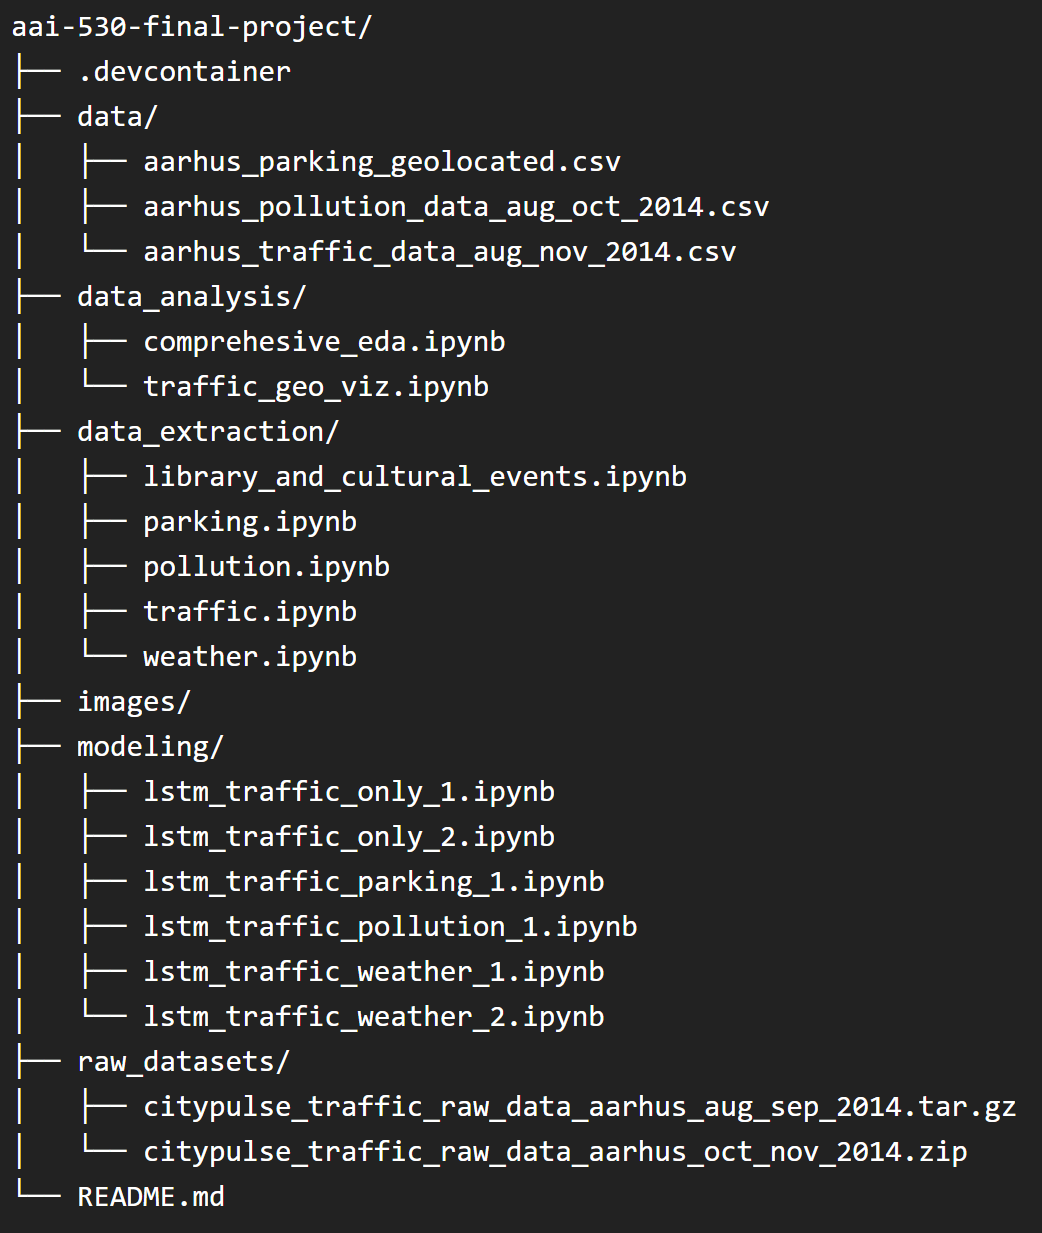 aai-530-final-project/
├── .devcontainer
├── data/
│   ├── aarhus_parking_geolocated.csv
│   ├── aarhus_pollution_data_aug_oct_2014.csv
│   └── aarhus_traffic_data_aug_nov_2014.csv
├── data_analysis/
│   ├── comprehesive_eda.ipynb
│   └── traffic_geo_viz.ipynb
├── data_extraction/
│   ├── library_and_cultural_events.ipynb
│   ├── parking.ipynb
│   ├── pollution.ipynb
│   ├── traffic.ipynb
│   └── weather.ipynb
├── images/
├── modeling/
│   ├── lstm_traffic_only_1.ipynb
│   ├── lstm_traffic_only_2.ipynb
│   ├── lstm_traffic_parking_1.ipynb
│   ├── lstm_traffic_pollution_1.ipynb
│   ├── lstm_traffic_weather_1.ipynb
│   └── lstm_traffic_weather_2.ipynb
├── raw_datasets/
│   ├── citypulse_traffic_raw_data_aarhus_aug_sep_2014.tar.gz
│   └── citypulse_traffic_raw_data_aarhus_oct_nov_2014.zip
└── README.md